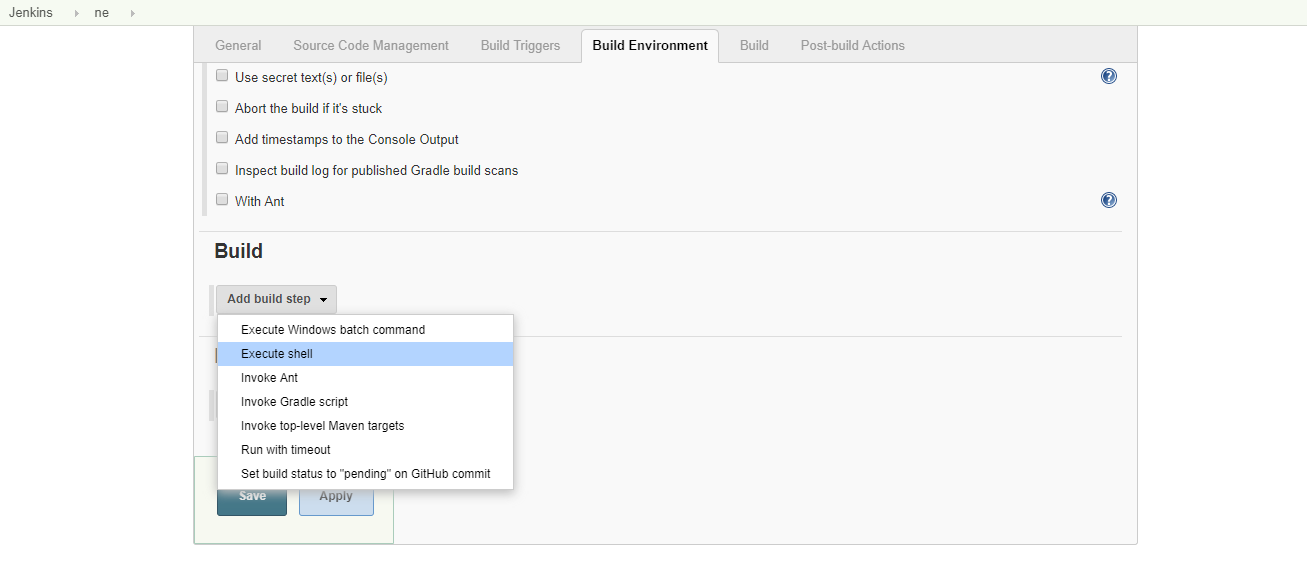 Jenkins ne
General Source Code Management Build Triggers Build Environment Build Post-build Actions
Use secret text(s) or file(s)
Abort the build if it's stuck
Add timestamps to the Console Output
Inspect build log for published Gradle build scans
With Ant
Build
Add build step
Execute Windows batch command
Execute shell
Invoke Ant
Invoke Gradle script
Invoke top-level Maven targets
Run with timeout
Set build status to "pending" on GitHub commit
Save Apply